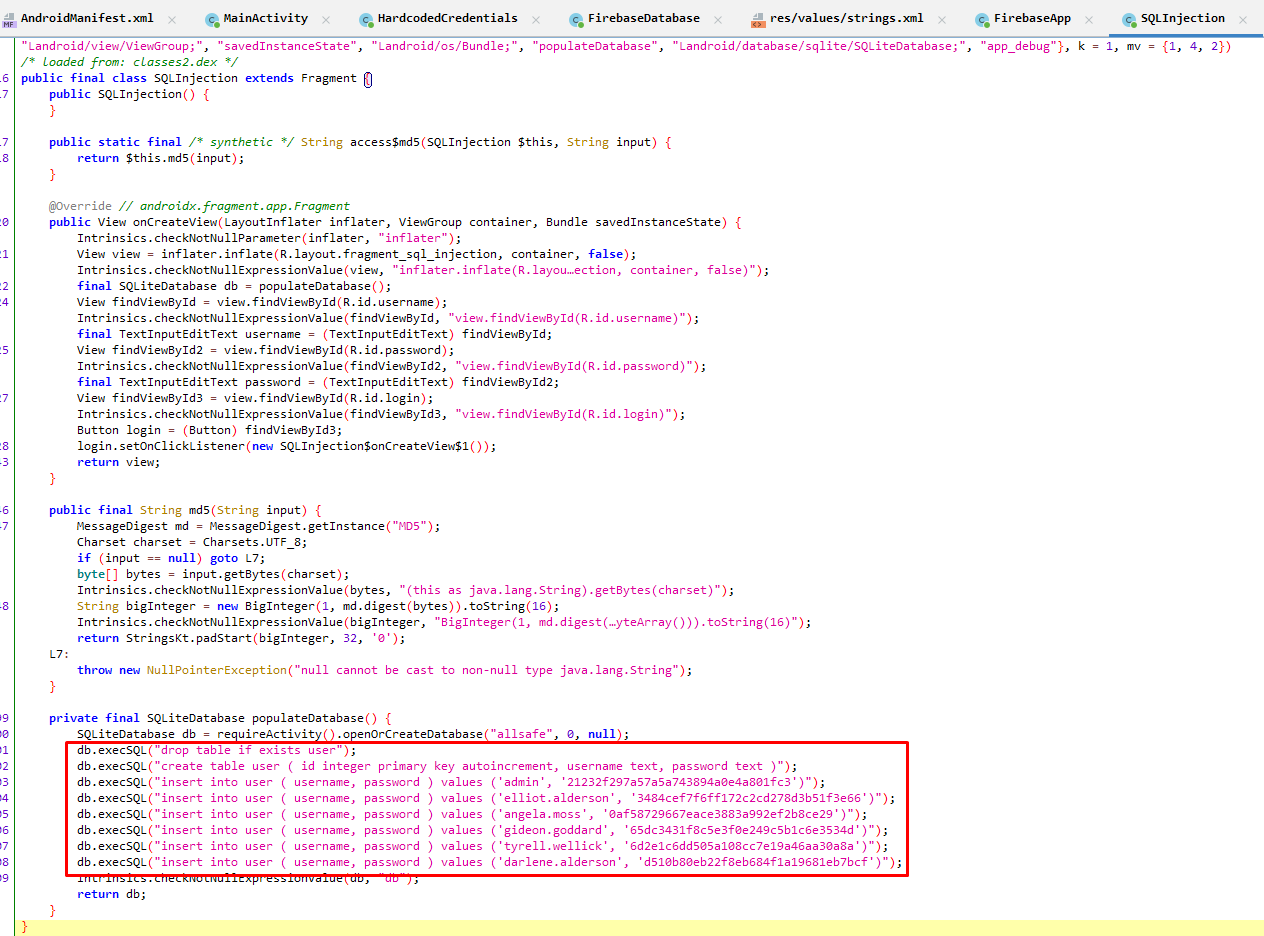 AndroidManifest.xml
MainActivity
HardcodedCredentials
FirebaseDatabase
res/values/strings.xml
FirebaseApp
SQLInjection
"Landroid/view/ViewGroup;", "savedInstanceState", "Landroid/os/Bundle;", "populateDatabase", "Landroid/database/sqlite/SQLiteDatabase;", "app_debug"}, k = 1, mv = {1, 4, 2})
/* loaded from: classes2.dex */
6 public final class SQLInjection extends Fragment {
7 public SQLInjection() {
}
7 public static final /* synthetic */ String access$md5(SQLInjection $this, String input) {
8 return $this.md5(input);
}
@Override // androidx.fragment.app.Fragment
20 public View onCreateView(LayoutInflater inflater, ViewGroup container, Bundle savedInstanceState) {
Intrinsics.checkNotNullParameter(inflater, "inflater");
21 View view = inflater.inflate(R.layout.fragment_sql_injection, container, false);
Intrinsics.checkNotNullExpressionValue(view, "inflater.inflate(R.layou…ection, container, false)");
22 final SQLiteDatabase db = populateDatabase();
24 View findViewById = view.findViewById(R.id.username);
Intrinsics.checkNotNullExpressionValue(findViewById, "view.findViewById(R.id.username)");
final TextInputEditText username = (TextInputEditText) findViewById;
25 View findViewById2 = view.findViewById(R.id.password);
Intrinsics.checkNotNullExpressionValue(findViewById2, "view.findViewById(R.id.password)");
final TextInputEditText password = (TextInputEditText) findViewById2;
27 View findViewById3 = view.findViewById(R.id.login);
Intrinsics.checkNotNullExpressionValue(findViewById3, "view.findViewById(R.id.login)");
Button login = (Button) findViewById3;
28 login.setOnClickListener(new SQLInjection$onCreateView$1());
43 return view;
}
46 public final String md5(String input) {
47 MessageDigest md = MessageDigest.getInstance("MD5");
Charset charset = Charsets.UTF_8;
if (input == null) goto L7;
byte[] bytes = input.getBytes(charset);
Intrinsics.checkNotNullExpressionValue(bytes, "(this as java.lang.String).getBytes(charset)");
48 String bigInteger = new BigInteger(1, md.digest(bytes)).toString(16);
Intrinsics.checkNotNullExpressionValue(bigInteger, "BigInteger(1, md.digest(…yteArray())).toString(16)");
return StringsKt.padStart(bigInteger, 32, '0');
L7:
throw new NullPointerException("null cannot be cast to non-null type java.lang.String");
}
99 private final SQLiteDatabase populateDatabase() {
00 SQLiteDatabase db = requireActivity().openOrCreateDatabase("allsafe", 0, null);
01 db.execSQL("drop table if exists user");
02 db.execSQL("create table user ( id integer primary key autoincrement, username text, password text )");
03 db.execSQL("insert into user ( username, password ) values ('admin', '21232f297a57a5a743894a0e4a801fc3')");
04 db.execSQL("insert into user ( username, password ) values ('elliot.alderson', '3484cef7f6ff172c2cd278d3b51f3e66')");
05 db.execSQL("insert into user ( username, password ) values ('angela.moss', '0af58729667eace3883a992ef2b8ce29')");
06 db.execSQL("insert into user ( username, password ) values ('gideon.goddard', '65dc3431f8c5e3f0e249c5b1c6e3534d')");
07 db.execSQL("insert into user ( username, password ) values ('tyrell.wellick', '6d2e1c6dd505a108cc7e19a46aa30a8a')");
08 db.execSQL("insert into user ( username, password ) values ('darlene.alderson', 'd510b80eb22f8eb684f1a19681eb7bcf')");
09 Intrinsics.checkNotNullExpressionValue(db, "db");
return db;
}
}